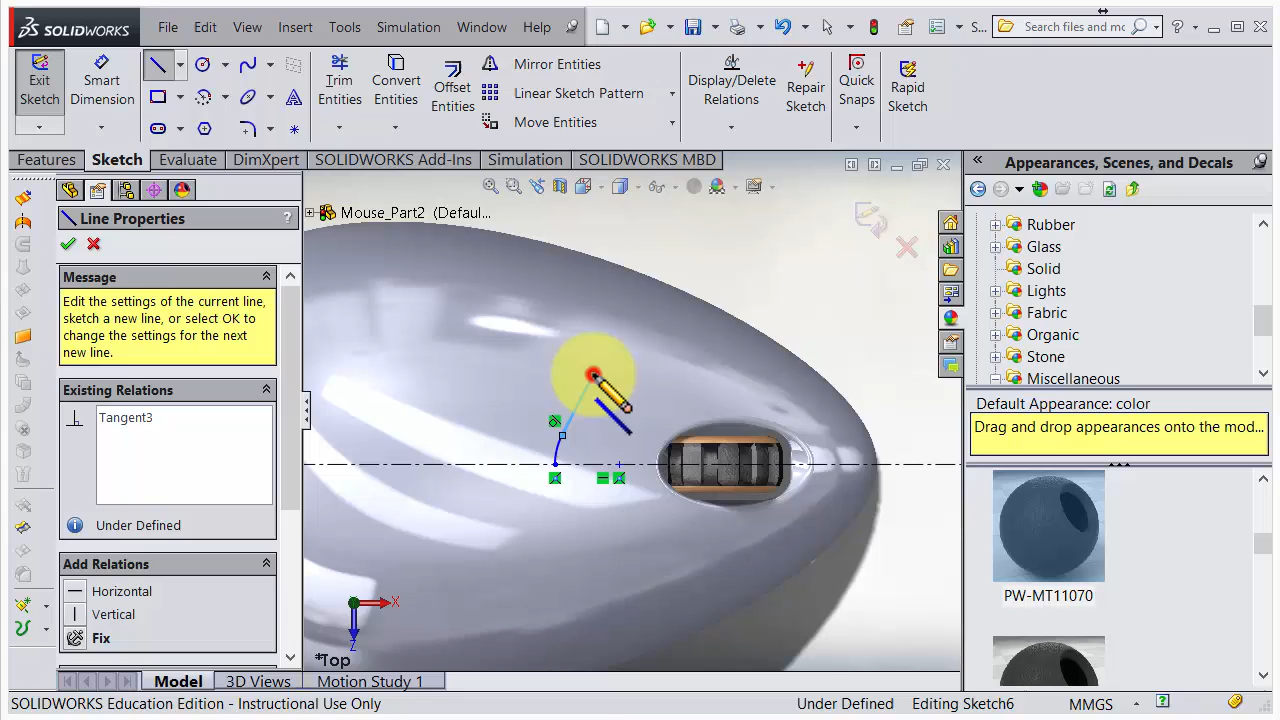 SOLIDWORKS
File
Edit
View
Insert
Tools
Simulation
Window
Help
S...
Search files and mc
?
Exit Sketch
Smart Dimension
Trim Entities
Convert Entities
Offset Entities
Mirror Entities
Linear Sketch Pattern
Move Entities
Display/Delete Relations
Repair Sketch
Quick Snaps
Rapid Sketch
Features
Sketch
Evaluate
DimXpert
SOLIDWORKS Add-Ins
Simulation
SOLIDWORKS MBD
Appearances, Scenes, and Decals
Line Properties
?
Mouse_Part2 (Defaul...
Message
Edit the settings of the current line,
sketch a new line, or select OK to
change the settings for the next
new line.
Existing Relations
Tangent3
Under Defined
Add Relations
Horizontal
Vertical
Fix
X
Z
*Top
Rubber
Glass
Solid
Lights
Fabric
Organic
Stone
Miscellaneous
Default Appearance: color
Drag and drop appearances onto the mod...
PW-MT11070
Model
3D Views
Motion Study 1
SOLIDWORKS Education Edition - Instructional Use Only
Under Defined
Editing Sketch6
MMGS
?